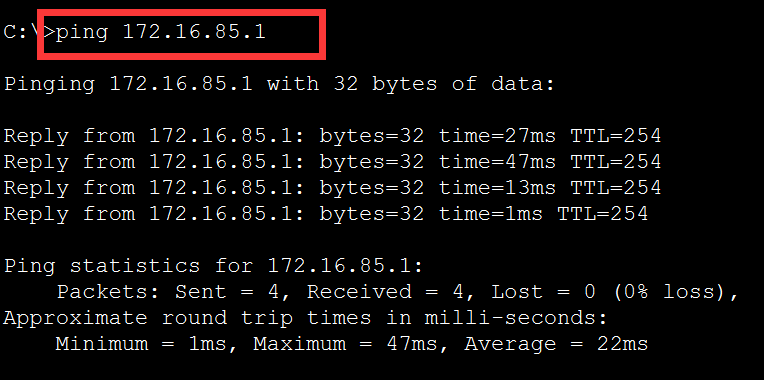 C:\>ping 172.16.85.1
Pinging 172.16.85.1 with 32 bytes of data:
Reply from 172.16.85.1: bytes=32 time=27ms TTL=254
Reply from 172.16.85.1: bytes=32 time=47ms TTL=254
Reply from 172.16.85.1: bytes=32 time=13ms TTL=254
Reply from 172.16.85.1: bytes=32 time=1ms TTL=254
Ping statistics for 172.16.85.1:
Packets: Sent = 4, Received = 4, Lost = 0 (0% loss),
Approximate round trip times in milli-seconds:
Minimum = 1ms, Maximum = 47ms, Average = 22ms